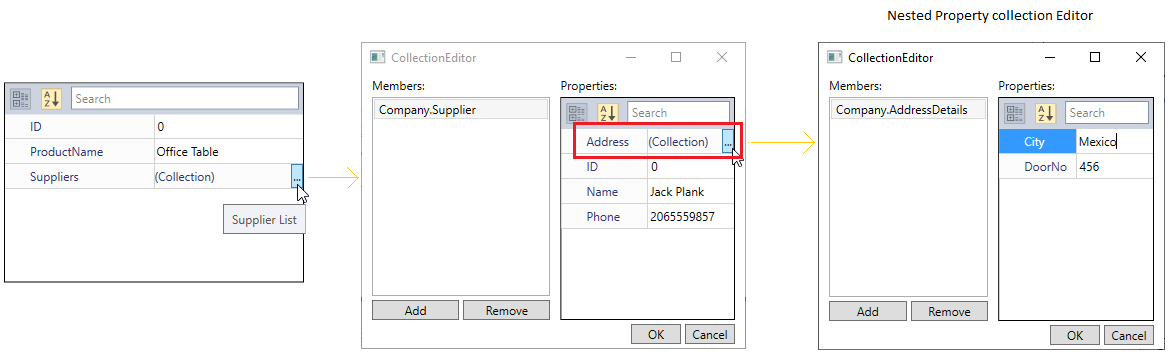 Nested Property collection Editor
A Z Search
ID 0
ProductName Office Table
Suppliers (Collection) ...
Supplier List
CollectionEditor
Members: Properties:
Company.Supplier
A Z Search
Address (Collection) ...
ID 0
Name Jack Plank
Phone 2065559857
Add Remove
OK Cancel
CollectionEditor
Members: Properties:
Company.AddressDetails
A Z Search
City Mexico
DoorNo 456
Add Remove
OK Cancel